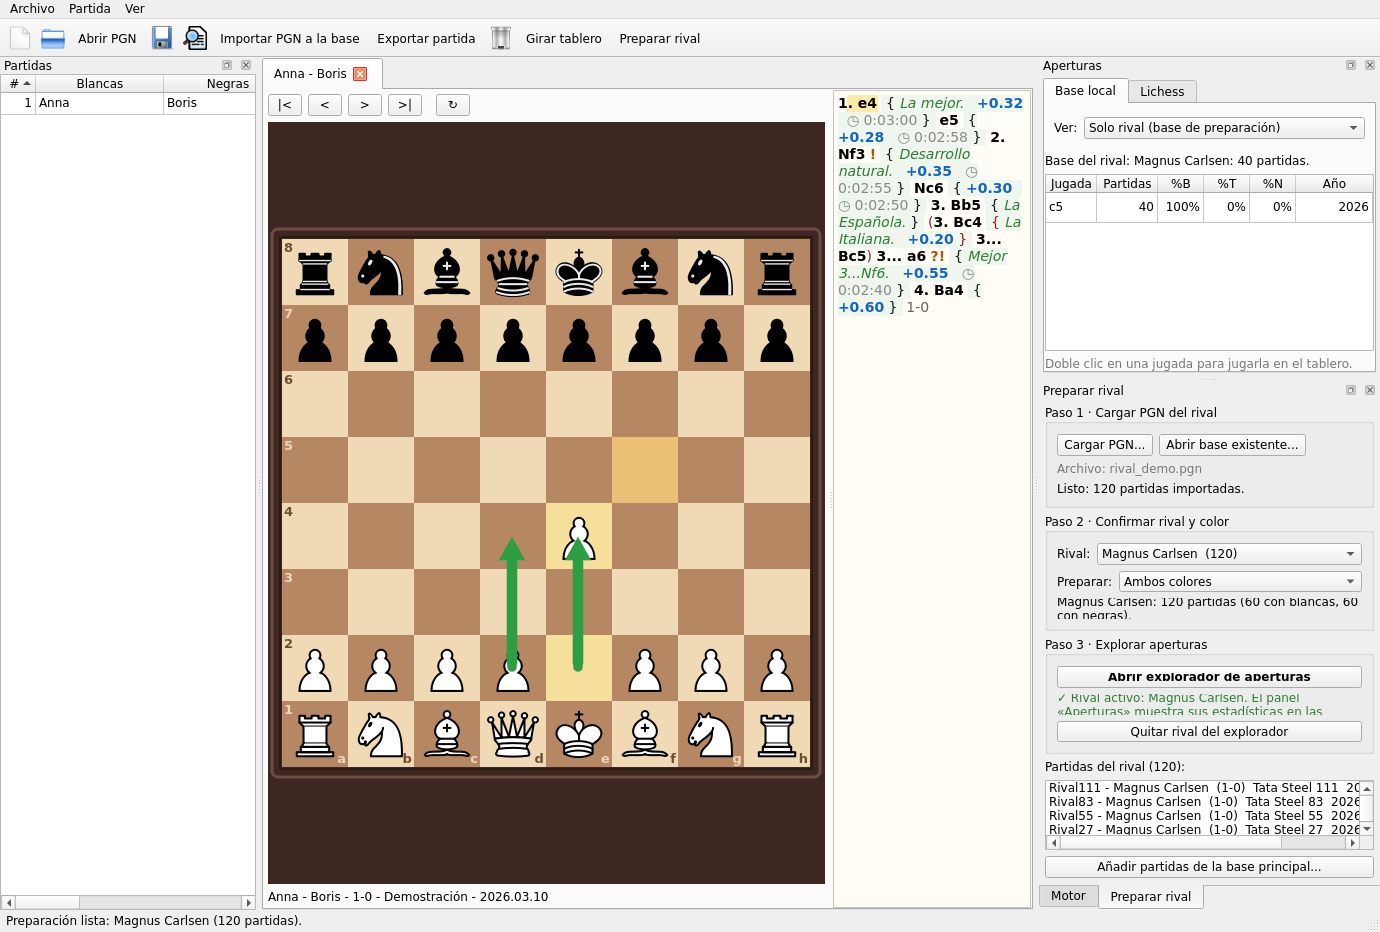 Archivo Partida Ver
Abrir PGN Importar PGN a la base Exportar partida Girar tablero Preparar rival
Partidas
# Blancas Negras
1 Anna Boris
Anna - Boris
|< < > >| ↻
8
7
6
5
4
3
2
1
a b c d e f g h
Anna - Boris - 1-0 - Demostración - 2026.03.10
1. e4 { La mejor. +0.32
◷ 0:03:00 } e5 {
+0.28 ◷ 0:02:58 } 2.
Nf3 ! { Desarrollo
natural. +0.35 ◷
0:02:55 } Nc6 { +0.30
◷ 0:02:50 } 3. Bb5 { La
Española. } (3. Bc4 { La
Italiana. +0.20 } 3...
Bc5) 3... a6 ?! { Mejor
3...Nf6. +0.55 ◷
0:02:40 } 4. Ba4 {
+0.60 } 1-0
Aperturas
Base local Lichess
Ver: Solo rival (base de preparación)
Base del rival: Magnus Carlsen: 40 partidas.
Jugada Partidas %B %T %N Año
c5 40 100% 0% 0% 2026
Doble clic en una jugada para jugarla en el tablero.
Preparar rival
Paso 1 · Cargar PGN del rival
Cargar PGN... Abrir base existente...
Archivo: rival_demo.pgn
Listo: 120 partidas importadas.
Paso 2 · Confirmar rival y color
Rival: Magnus Carlsen (120)
Preparar: Ambos colores
Magnus Carlsen: 120 partidas (60 con blancas, 60
con negras).
Paso 3 · Explorar aperturas
Abrir explorador de aperturas
✓ Rival activo: Magnus Carlsen. El panel
«Aperturas» muestra sus estadísticas en las
Quitar rival del explorador
Partidas del rival (120):
Rival111 - Magnus Carlsen (1-0) Tata Steel 111 20
Rival83 - Magnus Carlsen (1-0) Tata Steel 83 2026
Rival55 - Magnus Carlsen (1-0) Tata Steel 55 2026
Rival27 - Magnus Carlsen (1-0) Tata Steel 27 2026
Añadir partidas de la base principal...
Motor Preparar rival
Preparación lista: Magnus Carlsen (120 partidas).